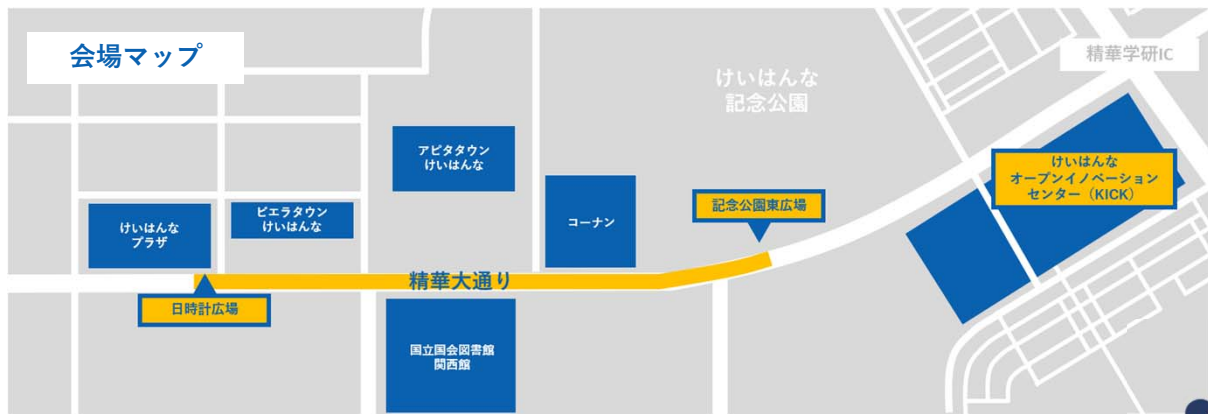 会場マップ
精華学研IC
けいはんな
記念公園
アピタタウン
けいはんな
けいはんな
オープンイノベーション
センター（KICK）
コーナン
記念公園東広場
けいはんな
プラザ
ピエラタウン
けいはんな
精華大通り
日時計広場
国立国会図書館
関西館